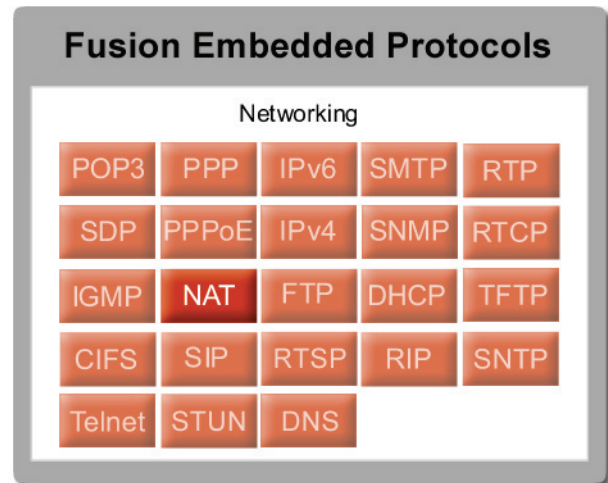 Fusion Embedded Protocols
Networking
POP3 PPP IPv6 SMTP RTP
SDP PPPoE IPv4 SNMP RTCP
IGMP NAT FTP DHCP TFTP
CIFS SIP RTSP RIP SNTP
Telnet STUN DNS